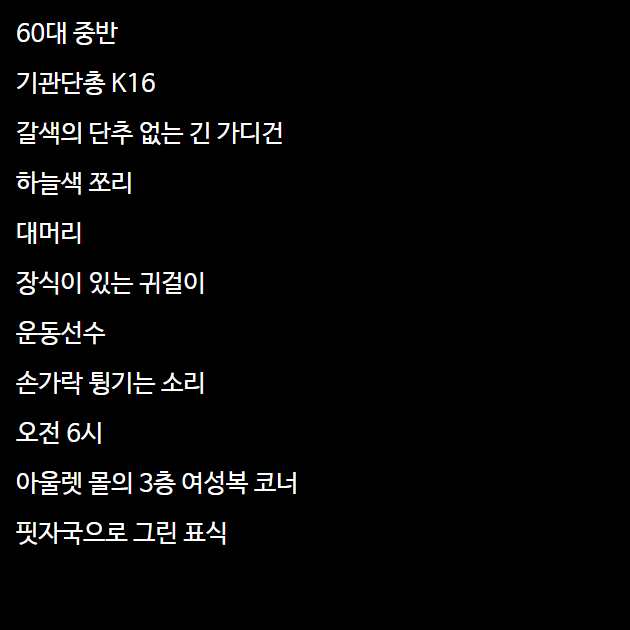 60대 중반
기관단총 K16
갈색의 단추 없는 긴 가디건
하늘색 쪼리
대머리
장식이 있는 귀걸이
운동선수
손가락 튕기는 소리
오전 6시
아울렛 몰의 3층 여성복 코너
핏자국으로 그린 표식